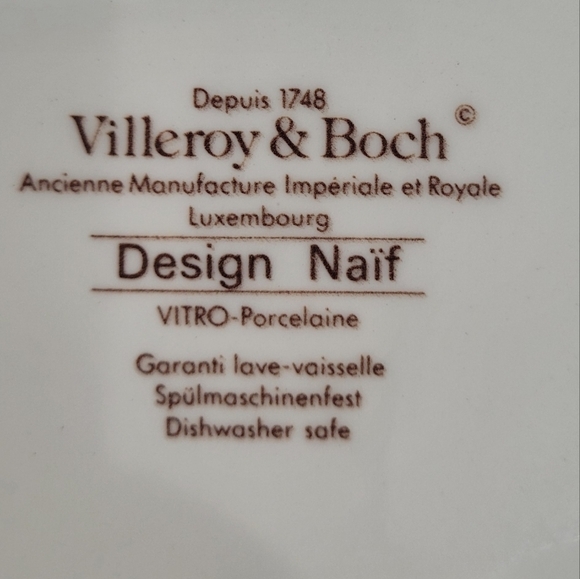 Depuis 1748
Villeroy & Boch ©
Ancienne Manufacture Impériale et Royale
Luxembourg
Design Naïf
VITRO-Porcelaine
Garanti lave-vaisselle
Spülmaschinenfest
Dishwasher safe